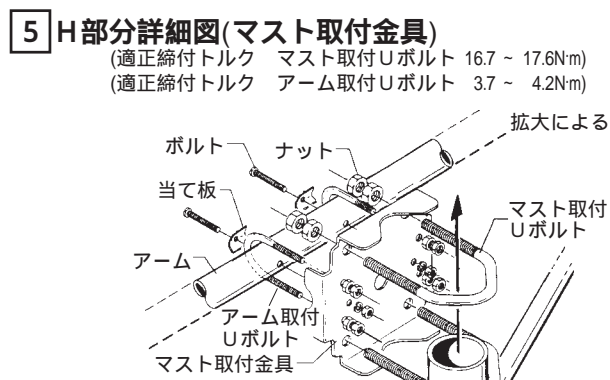 5 H部分詳細図(マスト取付金具)
(適正締付トルク　マスト取付Uボルト 16.7 ~ 17.6N·m)
(適正締付トルク　アーム取付Uボルト 3.7 ~ 4.2N·m)
拡大による
ボルト
ナット
当て板
マスト取付
Uボルト
アーム
アーム取付
Uボルト
マスト取付金具